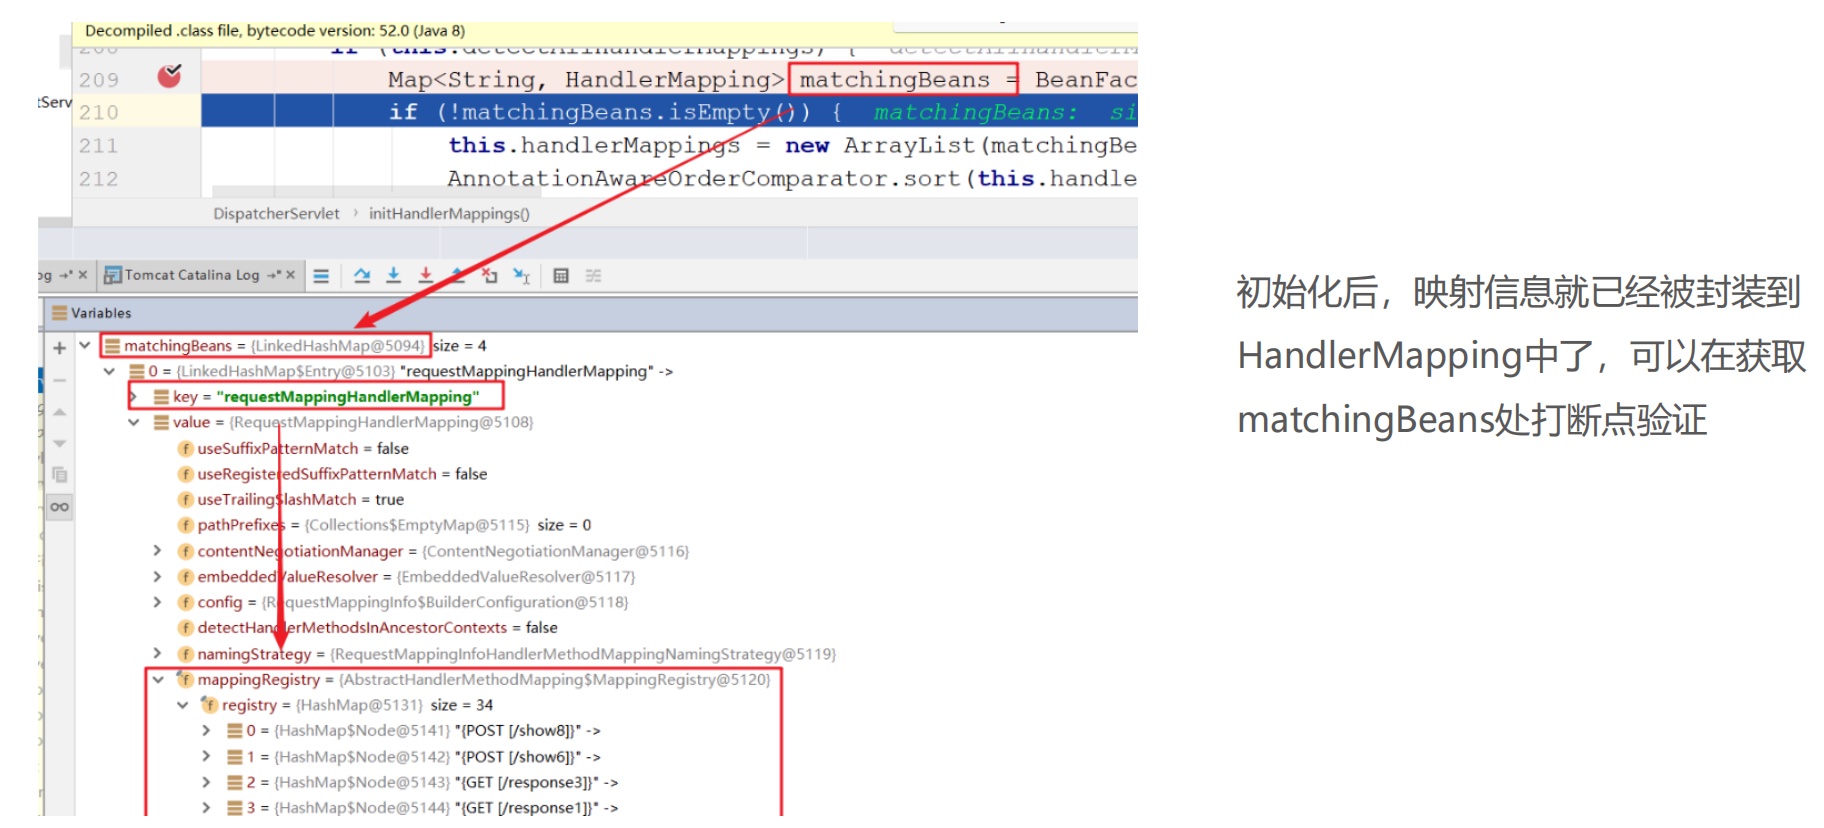 Decompiled .class file, bytecode version: 52.0 (Java 8)
208 if (this.detectAllHandlerMappings) { detectAllHandlerM
209 Map<String, HandlerMapping> matchingBeans = BeanFac
tServ
210 if (!matchingBeans.isEmpty()) { matchingBeans: si
211 this.handlerMappings = new ArrayList(matchingBe
212 AnnotationAwareOrderComparator.sort(this.handle
DispatcherServlet › initHandlerMappings()
og →* × Tomcat Catalina Log →* ×
Variables
matchingBeans = {LinkedHashMap@5094} size = 4
0 = {LinkedHashMap$Entry@5103} "requestMappingHandlerMapping" ->
key = "requestMappingHandlerMapping"
value = {RequestMappingHandlerMapping@5108}
useSuffixPatternMatch = false
useRegisteredSuffixPatternMatch = false
useTrailingSlashMatch = true
pathPrefixes = {Collections$EmptyMap@5115} size = 0
contentNegotiationManager = {ContentNegotiationManager@5116}
embeddedValueResolver = {EmbeddedValueResolver@5117}
config = {RequestMappingInfo$BuilderConfiguration@5118}
detectHandlerMethodsInAncestorContexts = false
namingStrategy = {RequestMappingInfoHandlerMethodMappingNamingStrategy@5119}
mappingRegistry = {AbstractHandlerMethodMapping$MappingRegistry@5120}
registry = {HashMap@5131} size = 34
0 = {HashMap$Node@5141} "{POST [/show8]}" ->
1 = {HashMap$Node@5142} "{POST [/show6]}" ->
2 = {HashMap$Node@5143} "{GET [/response3]}" ->
3 = {HashMap$Node@5144} "{GET [/response1]}" ->
初始化后，映射信息就已经被封装到
HandlerMapping中了，可以在获取
matchingBeans处打断点验证